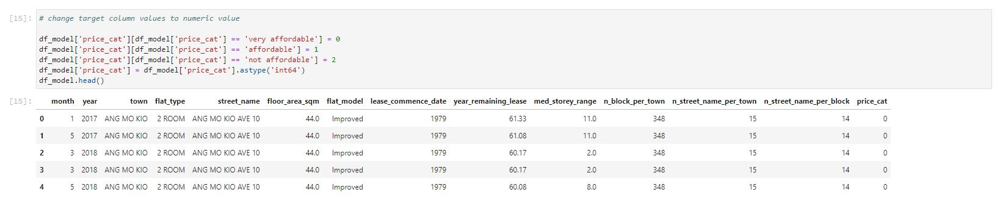 [15]: # change target column values to numeric value
df_model['price_cat'][df_model['price_cat'] == 'very affordable'] = 0
df_model['price_cat'][df_model['price_cat'] == 'affordable'] = 1
df_model['price_cat'][df_model['price_cat'] == 'not affordable'] = 2
df_model['price_cat'] = df_model['price_cat'].astype('int64')
df_model.head()
[15]: month year town flat_type street_name floor_area_sqm flat_model lease_commence_date year_remaining_lease med_storey_range n_block_per_town n_street_name_per_town n_street_name_per_block price_cat
0 1 2017 ANG MO KIO 2 ROOM ANG MO KIO AVE 10 44.0 Improved 1979 61.33 11.0 348 15 14 0
1 5 2017 ANG MO KIO 2 ROOM ANG MO KIO AVE 10 44.0 Improved 1979 61.08 11.0 348 15 14 0
2 3 2018 ANG MO KIO 2 ROOM ANG MO KIO AVE 10 44.0 Improved 1979 60.17 2.0 348 15 14 0
3 3 2018 ANG MO KIO 2 ROOM ANG MO KIO AVE 10 44.0 Improved 1979 60.17 2.0 348 15 14 0
4 5 2018 ANG MO KIO 2 ROOM ANG MO KIO AVE 10 44.0 Improved 1979 60.08 8.0 348 15 14 0